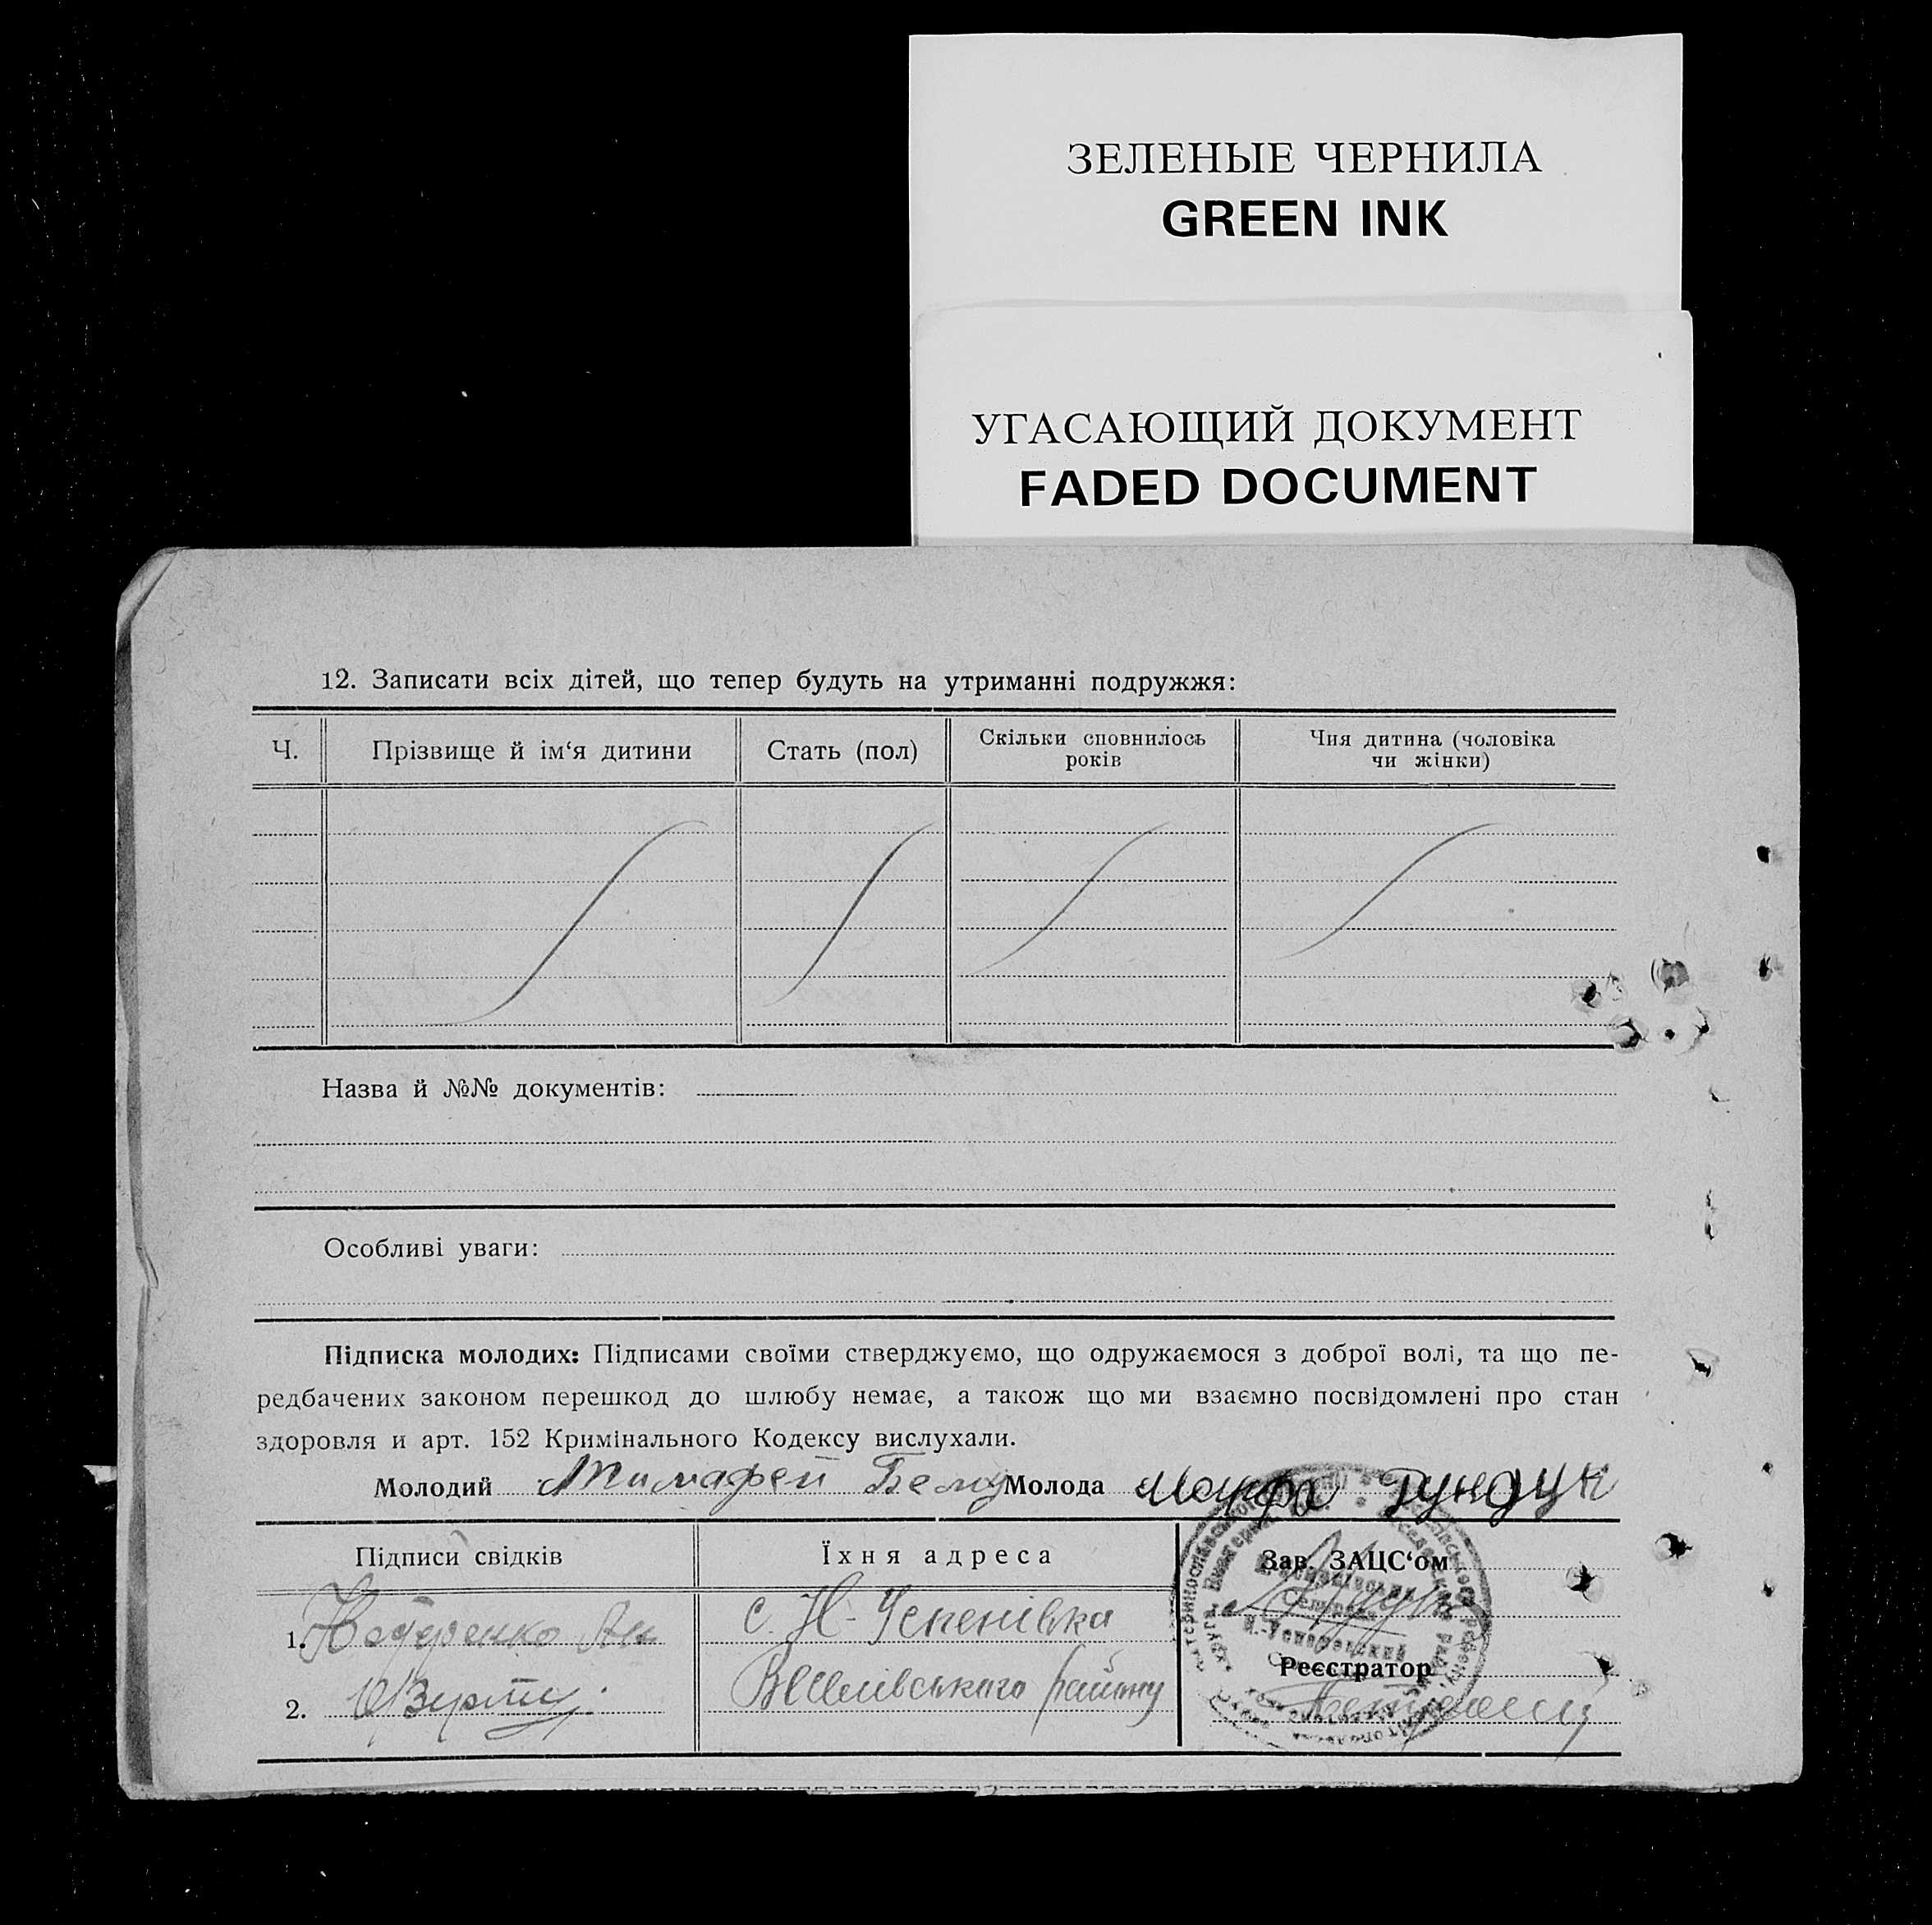 ЗЕЛЕНЫЕ ЧЕРНИЛА
GREEN INK
УГАСАЮЩИЙ ДОКУМЕНТ
FADED DOCUMENT
12. Записати всіх дітей, що тепер будуть на утриманні подружжя:
Ч. Прізвище й ім‘я дитини Стать (пол) Скільки сповнилось років Чия дитина (чоловіка чи жінки)
Назва й №№ документів:
Особливі уваги:
Підписка молодих: Підписами своїми стверджуємо, що одружаємося з доброї волі, та що пе-
редбачених законом перешкод до шлюбу немає, а також що ми взаємно посвідомлені про стан
здоровля и арт. 152 Кримінального Кодексу вислухали.
Молодий Тимафей Молода
Підписи свідків Їхня адреса Зав. ЗАЦС‘ом
1. с. Н-Успенівка
2. району
Реєстратор